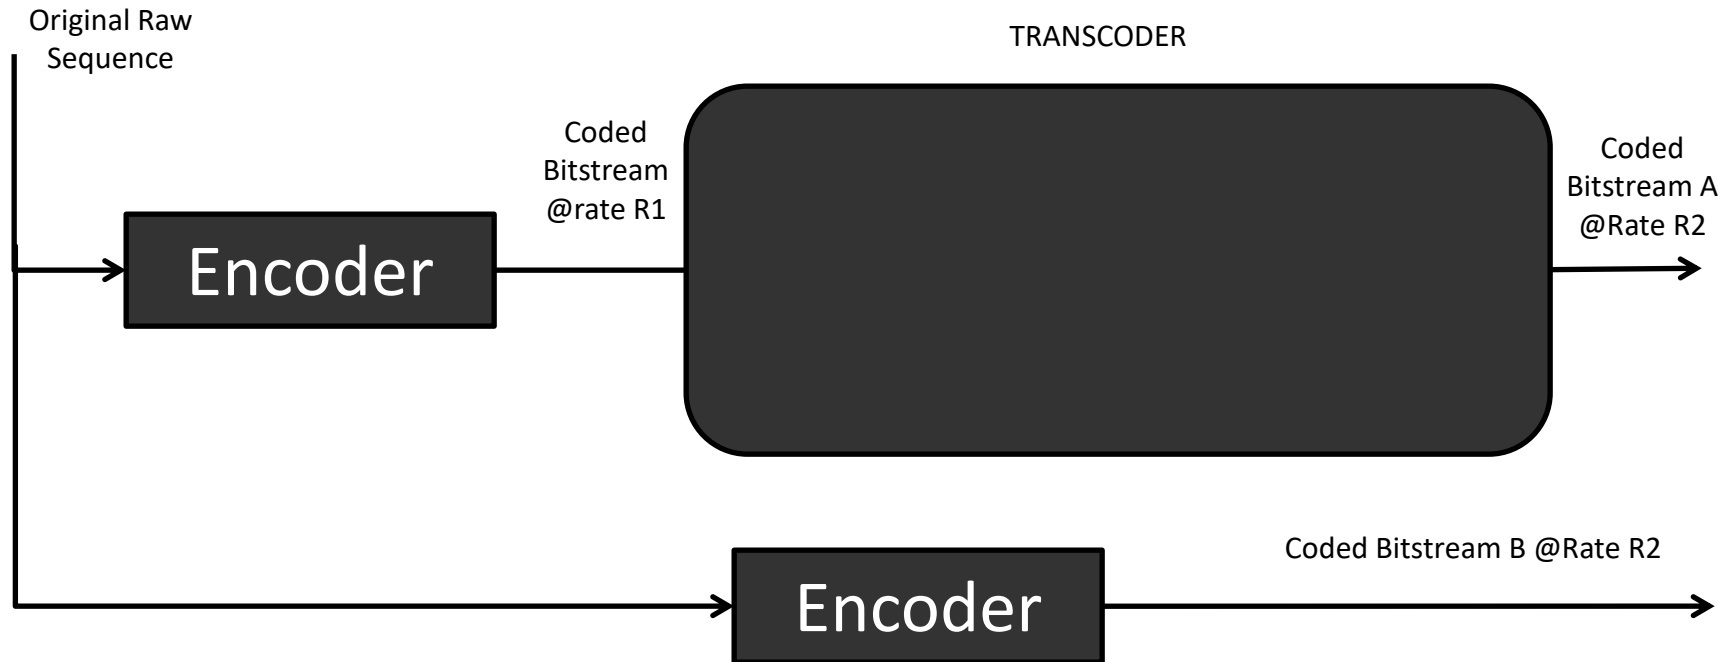 Original Raw
Sequence
TRANSCODER
Coded
Bitstream
@rate R1
Coded
Bitstream A
@Rate R2
Encoder
Coded Bitstream B @Rate R2
Encoder